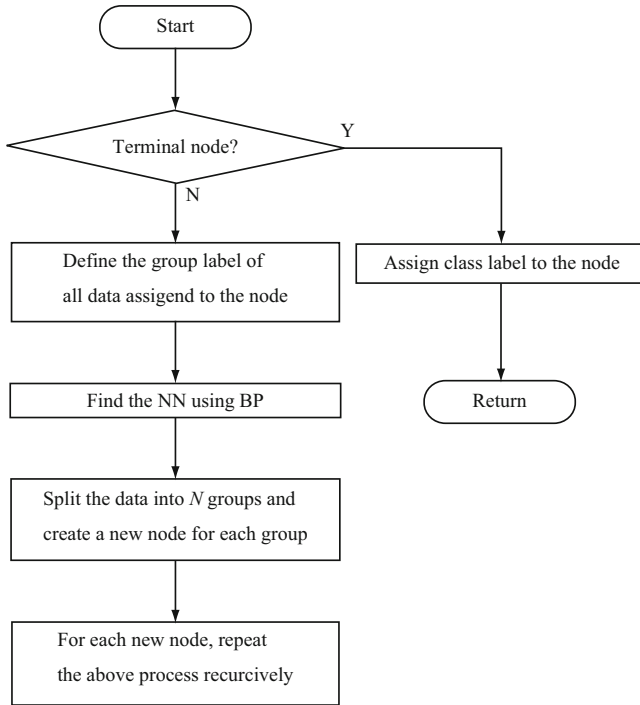 Start
Terminal node?
Y
N
Define the group label of
all data assigend to the node
Assign class label to the node
Find the NN using BP
Return
Split the data into N groups and
create a new node for each group
For each new node, repeat
the above process recurcively